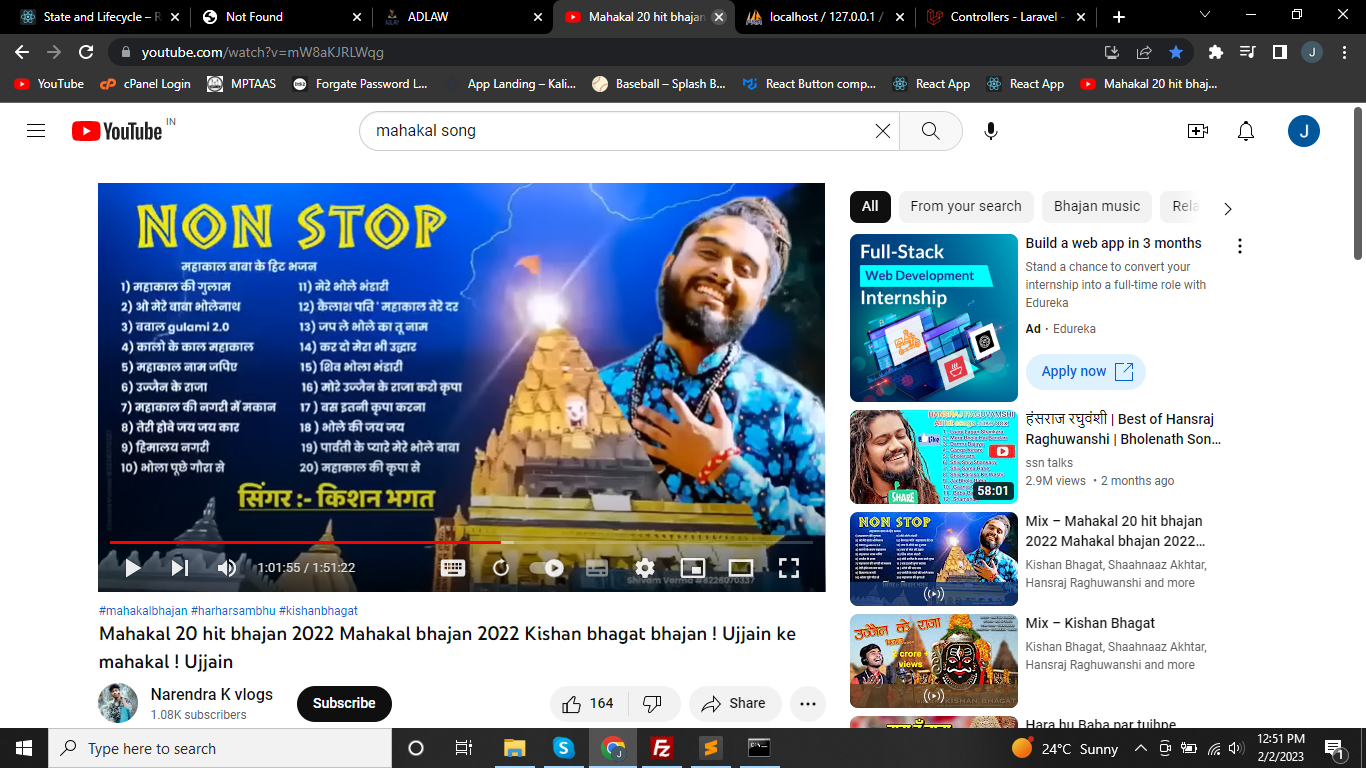 State and Lifecycle – R
Not Found
ADLAW
Mahakal 20 hit bhajan
localhost / 127.0.0.1 /
Controllers - Laravel -
youtube.com/watch?v=mW8aKJRLWqg
J
YouTube
cPanel Login
MPTAAS
Forgate Password L...
App Landing – Kali...
Baseball – Splash B...
React Button comp...
React App
React App
Mahakal 20 hit bhaj...
YouTube IN
mahakal song
J
NON STOP
महाकाल बाबा के हिट भजन
1) महाकाल की गुलाम
2) ओ मेरे बाबा भोलेनाथ
3) बवाल gulami 2.0
4) कालो के काल महाकाल
5) महाकाल नाम जपिए
6) उज्जैन के राजा
7) महाकाल की नगरी में मकान
8) तेरी होवे जय जय कार
9) हिमालय नगरी
10) भोला पूछे गौरा से
11) मेरे भोले भंडारी
12) कैलाश पति ' महाकाल तेरे दर
13) जप ले भोले का तू नाम
14) कर दो मेरा भी उद्धार
15) शिव भोला भंडारी
16) मोरे उज्जैन के राजा करो कृपा
17) बस इतनी कृपा करना
18 ) भोले की जय जय
19) पार्वती के प्यारे मेरे भोले बाबा
20) महाकाल की कृपा से
सिंगर :- किशन भगत
Shivam Verma @8226070337
1:01:55 / 1:51:22
#mahakalbhajan #harharsambhu #kishanbhagat
Mahakal 20 hit bhajan 2022 Mahakal bhajan 2022 Kishan bhagat bhajan ! Ujjain ke
mahakal ! Ujjain
Narendra K vlogs
1.08K subscribers
Subscribe
164
Share
All
From your search
Bhajan music
Rela
Full-Stack
Web Development
Internship
Build a web app in 3 months
Stand a chance to convert your
internship into a full-time role with
Edureka
Ad · Edureka
Apply now
SHARE
58:01
हंसराज रघुवंशी | Best of Hansraj
Raghuwanshi | Bholenath Son...
ssn talks
2.9M views · 2 months ago
NON STOP
Mix – Mahakal 20 hit bhajan
2022 Mahakal bhajan 2022...
Kishan Bhagat, Shaahnaaz Akhtar,
Hansraj Raghuwanshi and more
उज्जैन के राजा
2 crore +
views
KISHAN BHAGAT
Mix – Kishan Bhagat
Kishan Bhagat, Shaahnaaz Akhtar,
Hansraj Raghuwanshi and more
Hara hu Baba par tujhpe
Type here to search
24°C Sunny
12:51 PM
2/2/2023
1